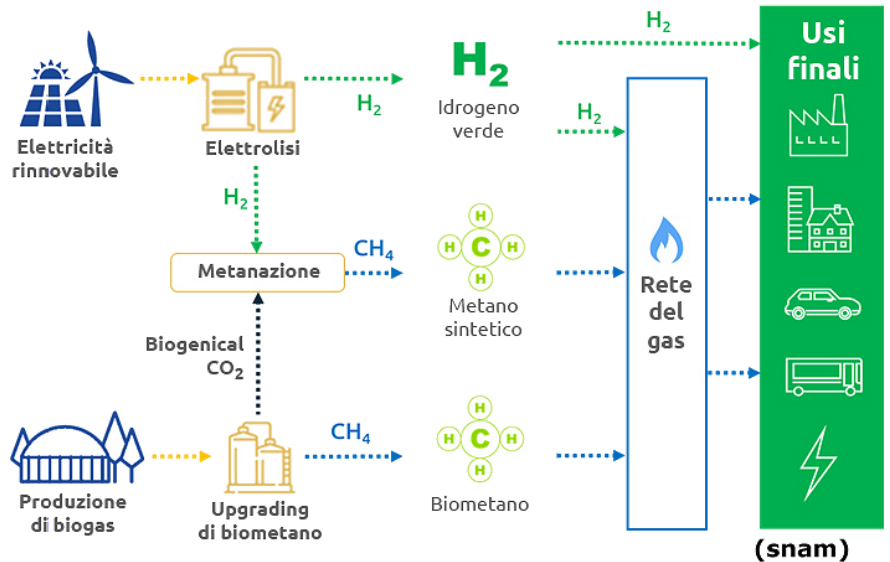 Elettricità
rinnovabile
Elettrolisi
H₂
H₂
Idrogeno
verde
H₂
H₂
H₂
Metanazione
CH₄
H
H
C
H
H
Metano
sintetico
Biogenical
CO₂
Produzione
di biogas
Upgrading
di biometano
CH₄
H
H
C
H
H
Biometano
Rete
del
gas
Usi
finali
(snam)